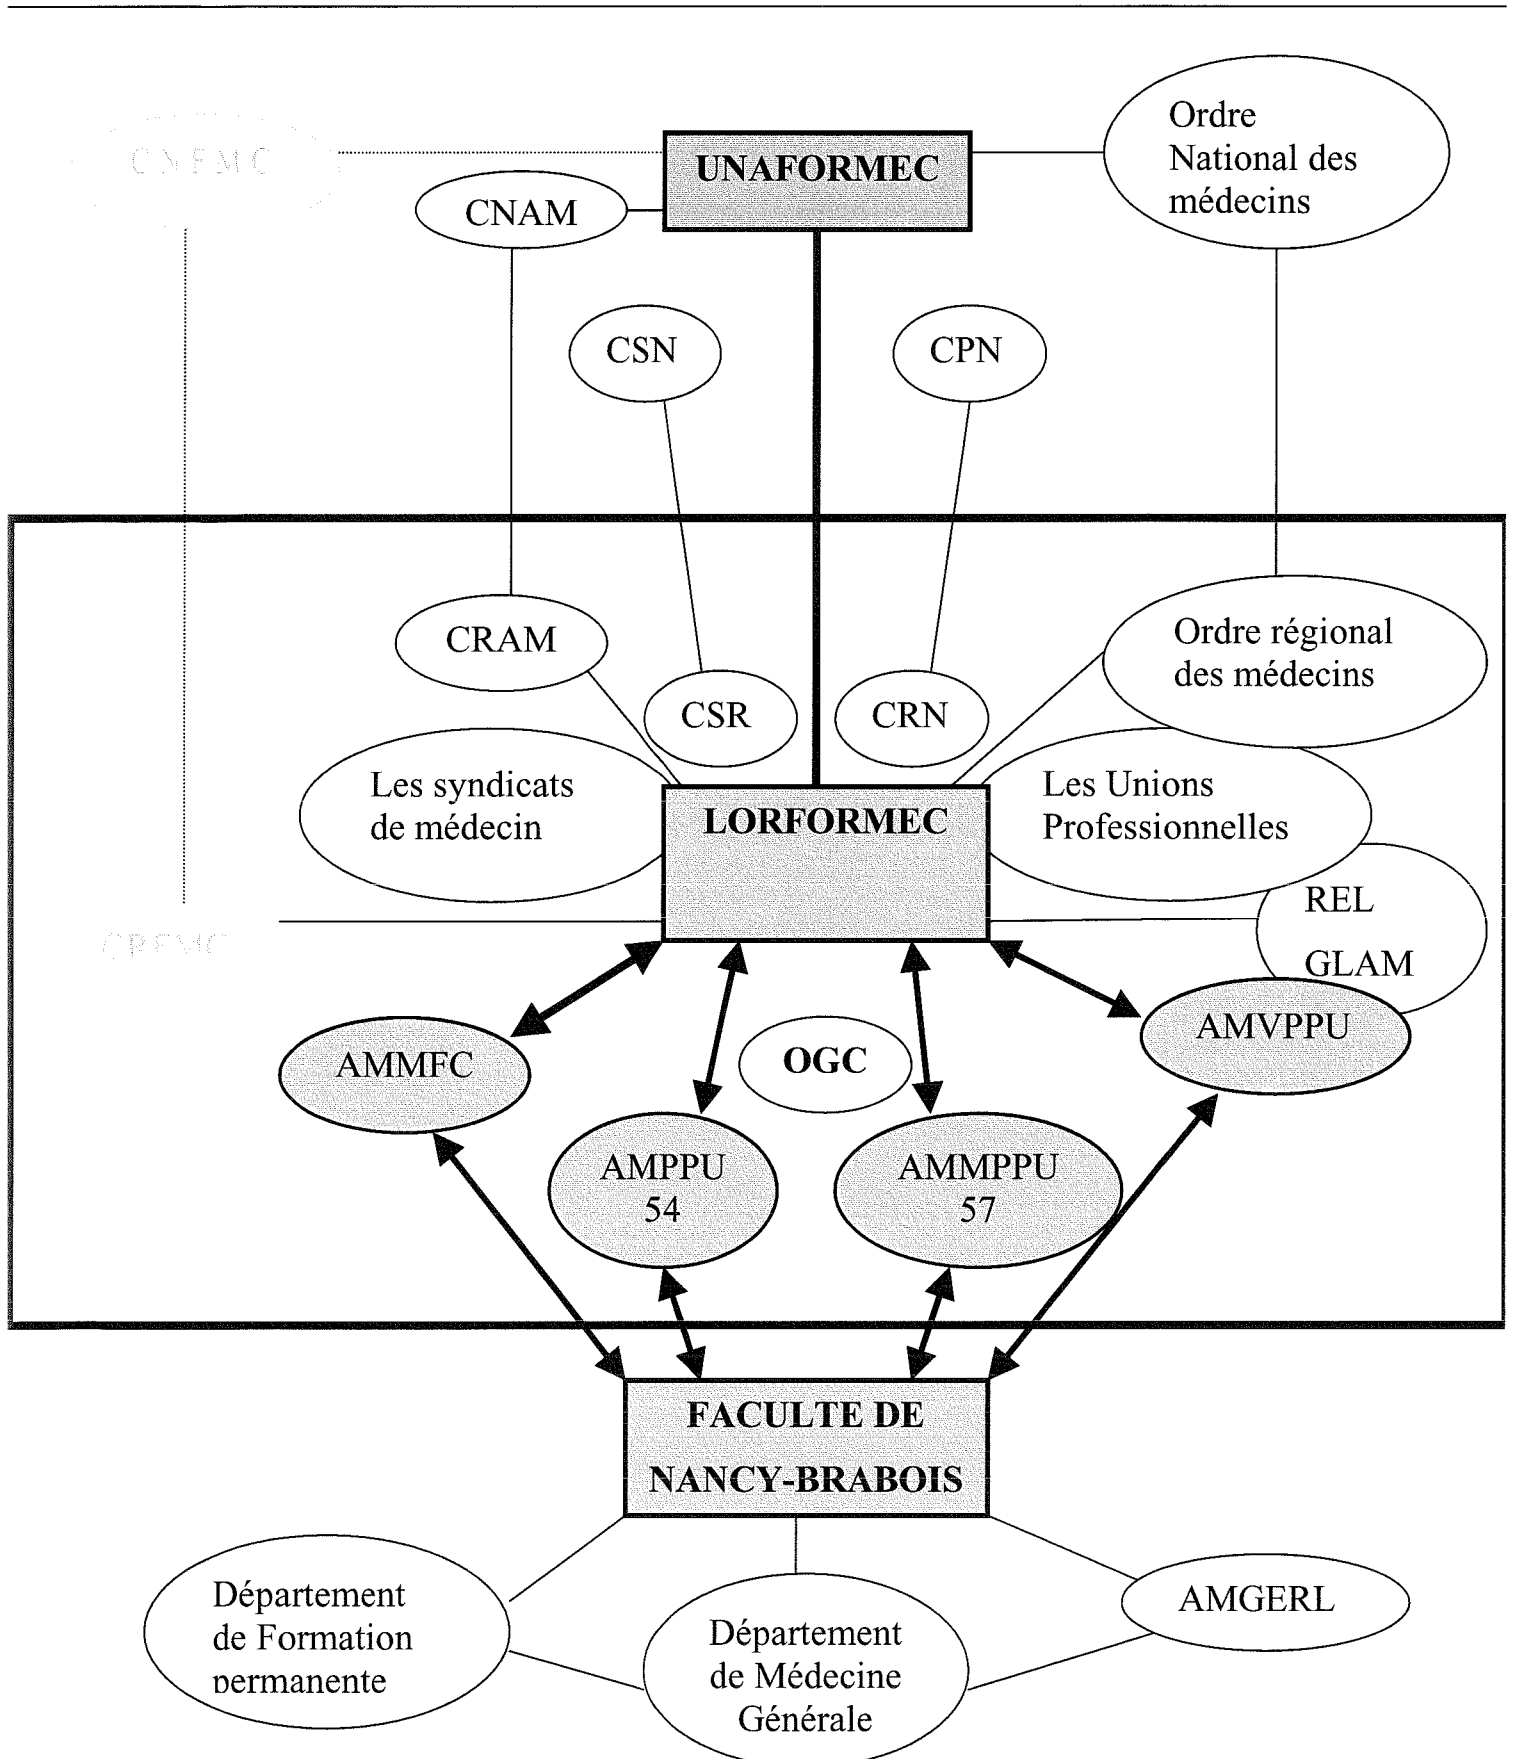 CNFMC
UNAFORMEC
Ordre
National des
médecins
CNAM
CSN
CPN
CRAM
Ordre régional
des médecins
CSR
CRN
Les syndicats
de médecin
LORFORMEC
Les Unions
Professionnelles
REL
GLAM
CRFMC
AMMFC
OGC
AMVPPU
AMPPU
54
AMMPPU
57
FACULTE DE
NANCY-BRABOIS
Département
de Formation
permanente
Département
de Médecine
Générale
AMGERL